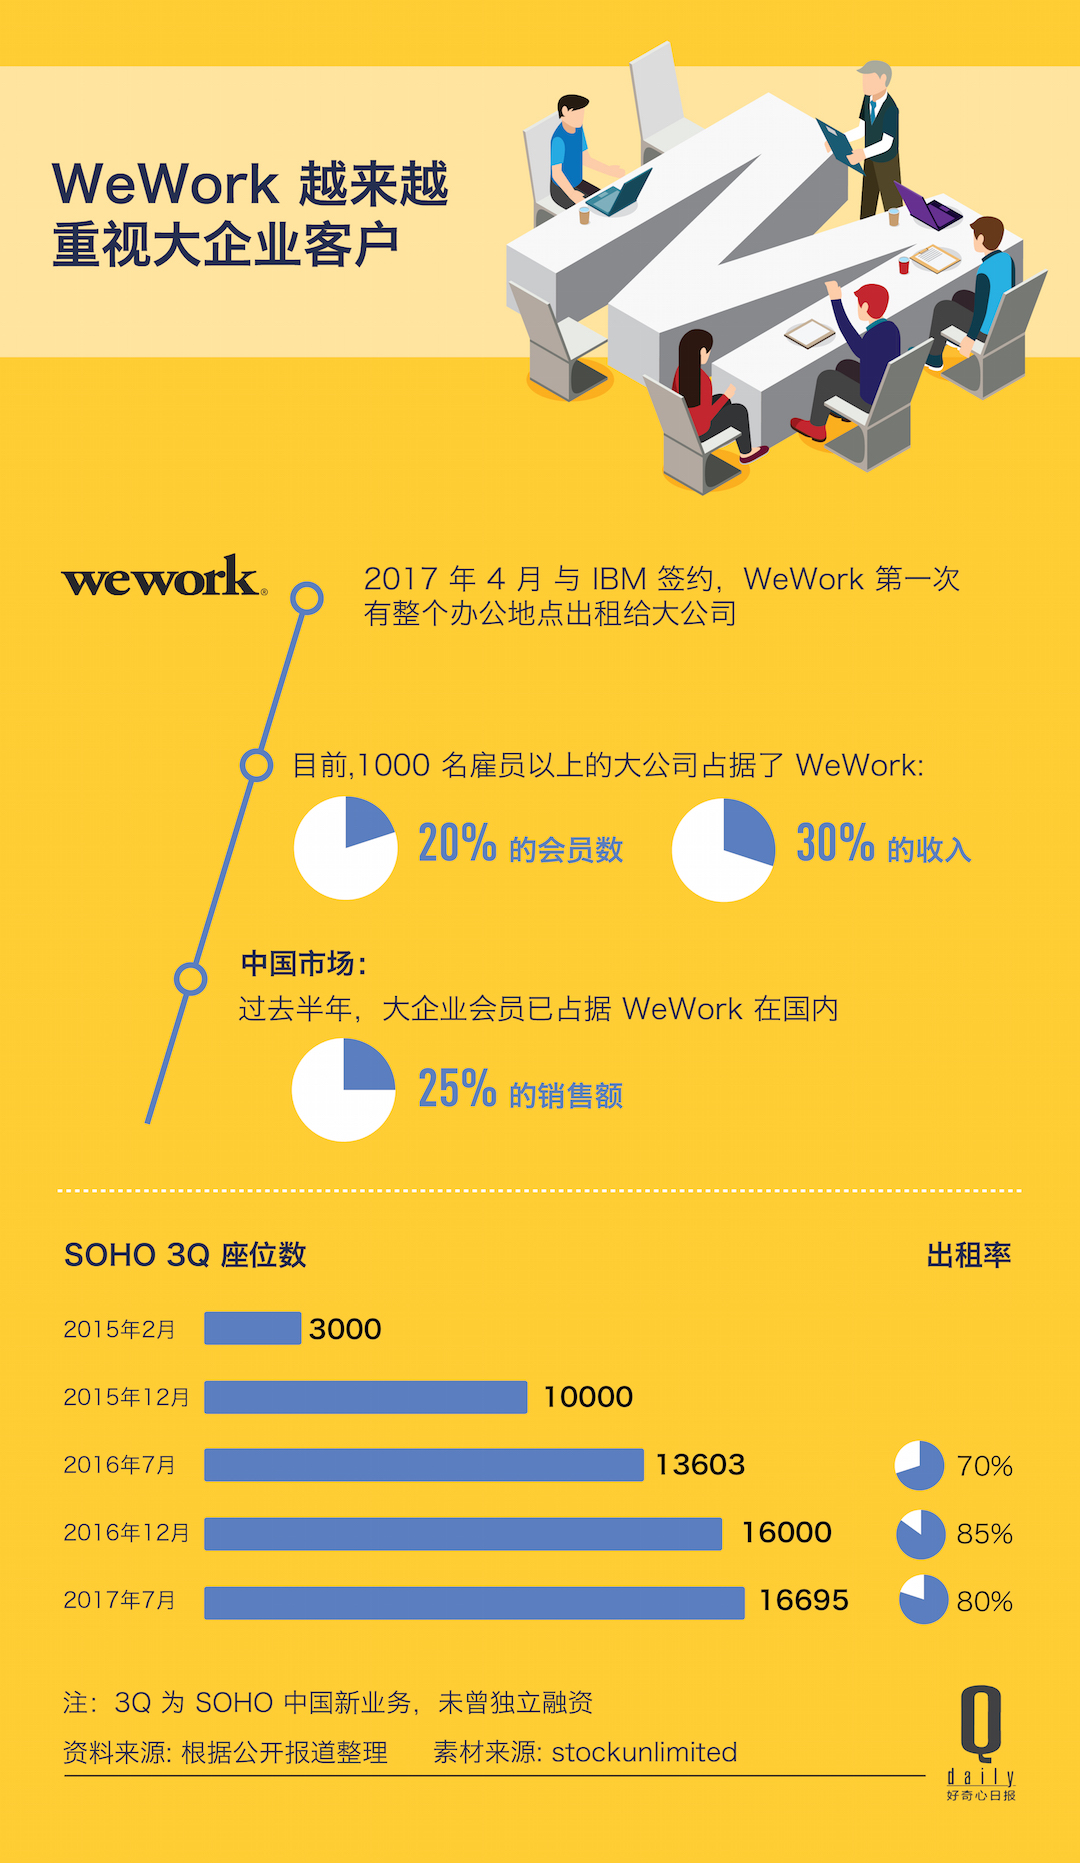 WeWork 越来越
重视大企业客户
wework®
2017 年 4 月 与 IBM 签约，WeWork 第一次
有整个办公地点出租给大公司
目前,1000 名雇员以上的大公司占据了 WeWork:
20% 的会员数
30% 的收入
中国市场：
过去半年，大企业会员已占据 WeWork 在国内
25% 的销售额
SOHO 3Q 座位数 出租率
2015年2月 3000
2015年12月 10000
2016年7月 13603 70%
2016年12月 16000 85%
2017年7月 16695 80%
注：3Q 为 SOHO 中国新业务，未曾独立融资
资料来源: 根据公开报道整理 素材来源: stockunlimited
Q
daily
好奇心日报